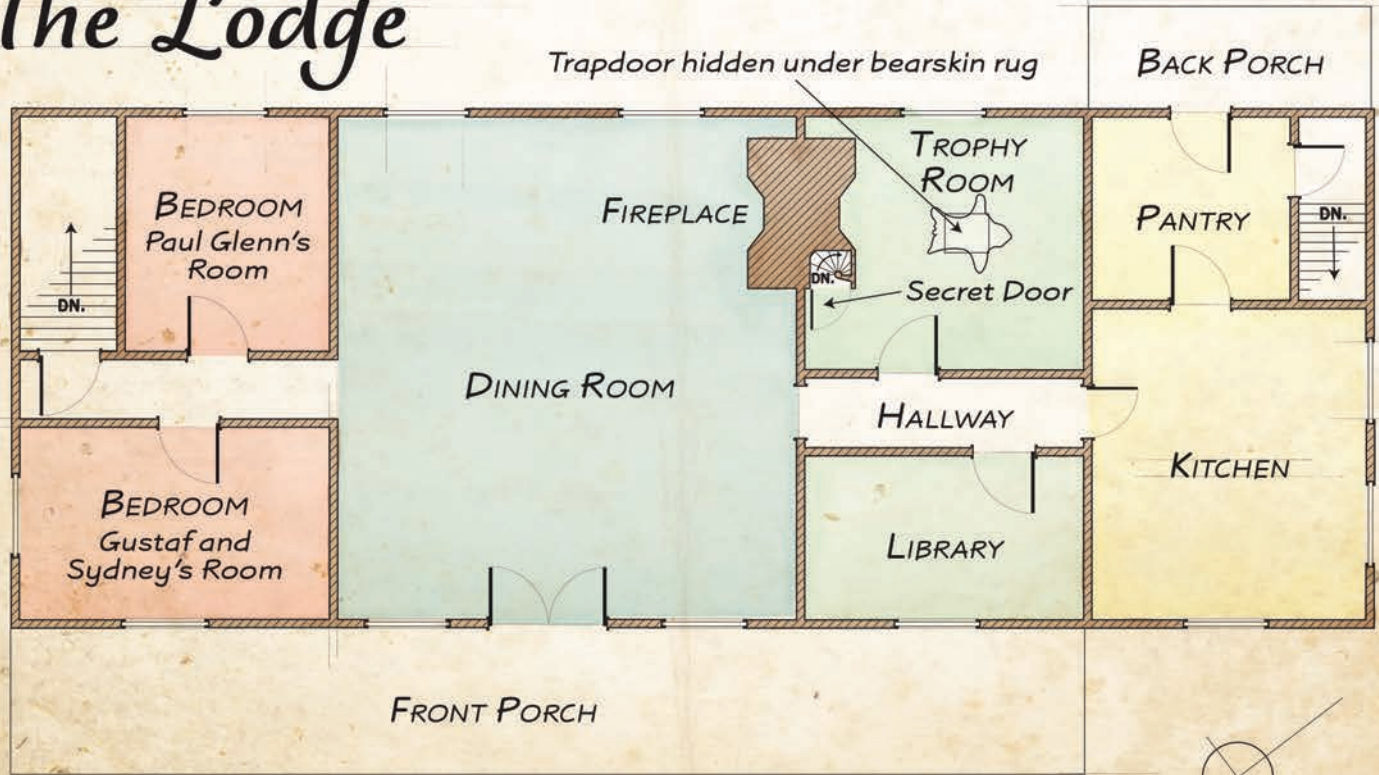 The Lodge
Trapdoor hidden under bearskin rug
BACK PORCH
TROPHY
ROOM
BEDROOM
Paul Glenn's
Room
FIREPLACE
PANTRY
DN.
DN.
DN.
Secret Door
DINING ROOM
HALLWAY
KITCHEN
BEDROOM
Gustaf and
Sydney's Room
LIBRARY
FRONT PORCH